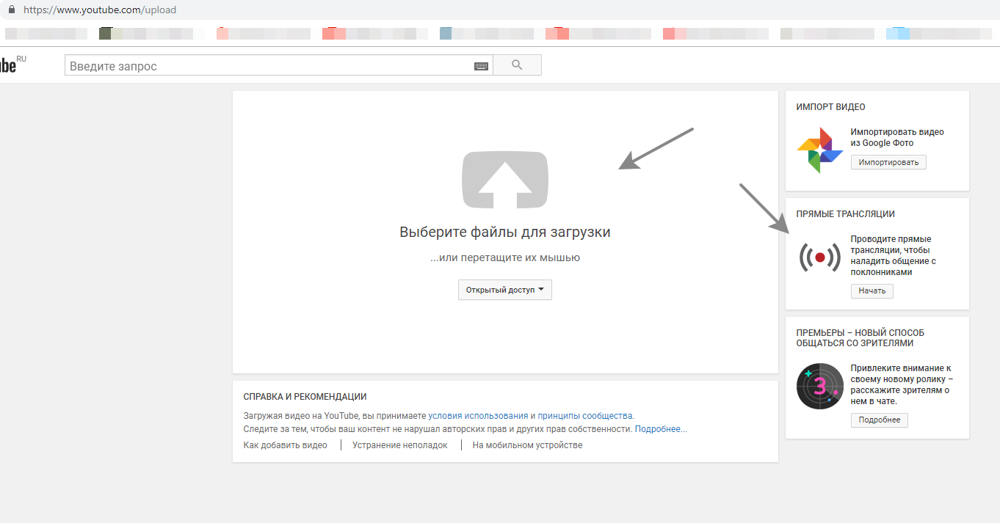 https://www.youtube.com/upload
be RU
Введите запрос
Выберите файлы для загрузки
...или перетащите их мышью
Открытый доступ
СПРАВКА И РЕКОМЕНДАЦИИ
Загружая видео на YouTube, вы принимаете условия использования и принципы сообщества.
Следите за тем, чтобы ваш контент не нарушал авторских прав и других прав собственности. Подробнее...
Как добавить видео
Устранение неполадок
На мобильном устройстве
ИМПОРТ ВИДЕО
Импортировать видео
из Google Фото
Импортировать
ПРЯМЫЕ ТРАНСЛЯЦИИ
Проводите прямые
трансляции, чтобы
наладить общение с
поклонниками
Начать
ПРЕМЬЕРЫ – НОВЫЙ СПОСОБ
ОБЩАТЬСЯ СО ЗРИТЕЛЯМИ
3
Привлеките внимание к
своему новому ролику –
расскажите зрителям о
нем в чате.
Подробнее